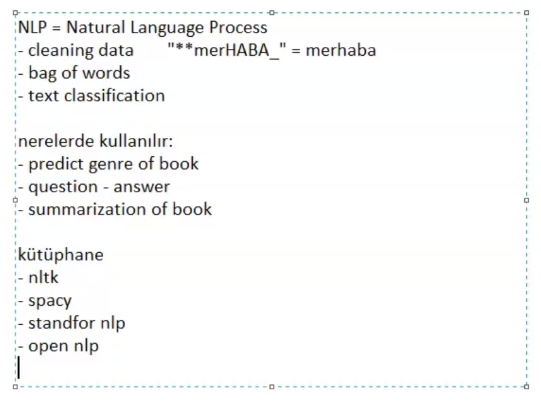 NLP = Natural Language Process
- cleaning data "**merHABA_" = merhaba
- bag of words
- text classification
nerelerde kullanılır:
- predict genre of book
- question - answer
- summarization of book
kütüphane
- nltk
- spacy
- standfor nlp
- open nlp